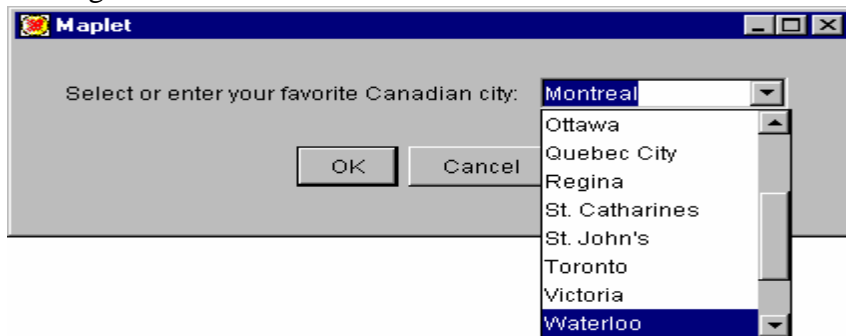 Maplet
Select or enter your favorite Canadian city: Montreal
Ottawa
Quebec City
OK Cancel
Regina
St. Catharines
St. John's
Toronto
Victoria
Waterloo